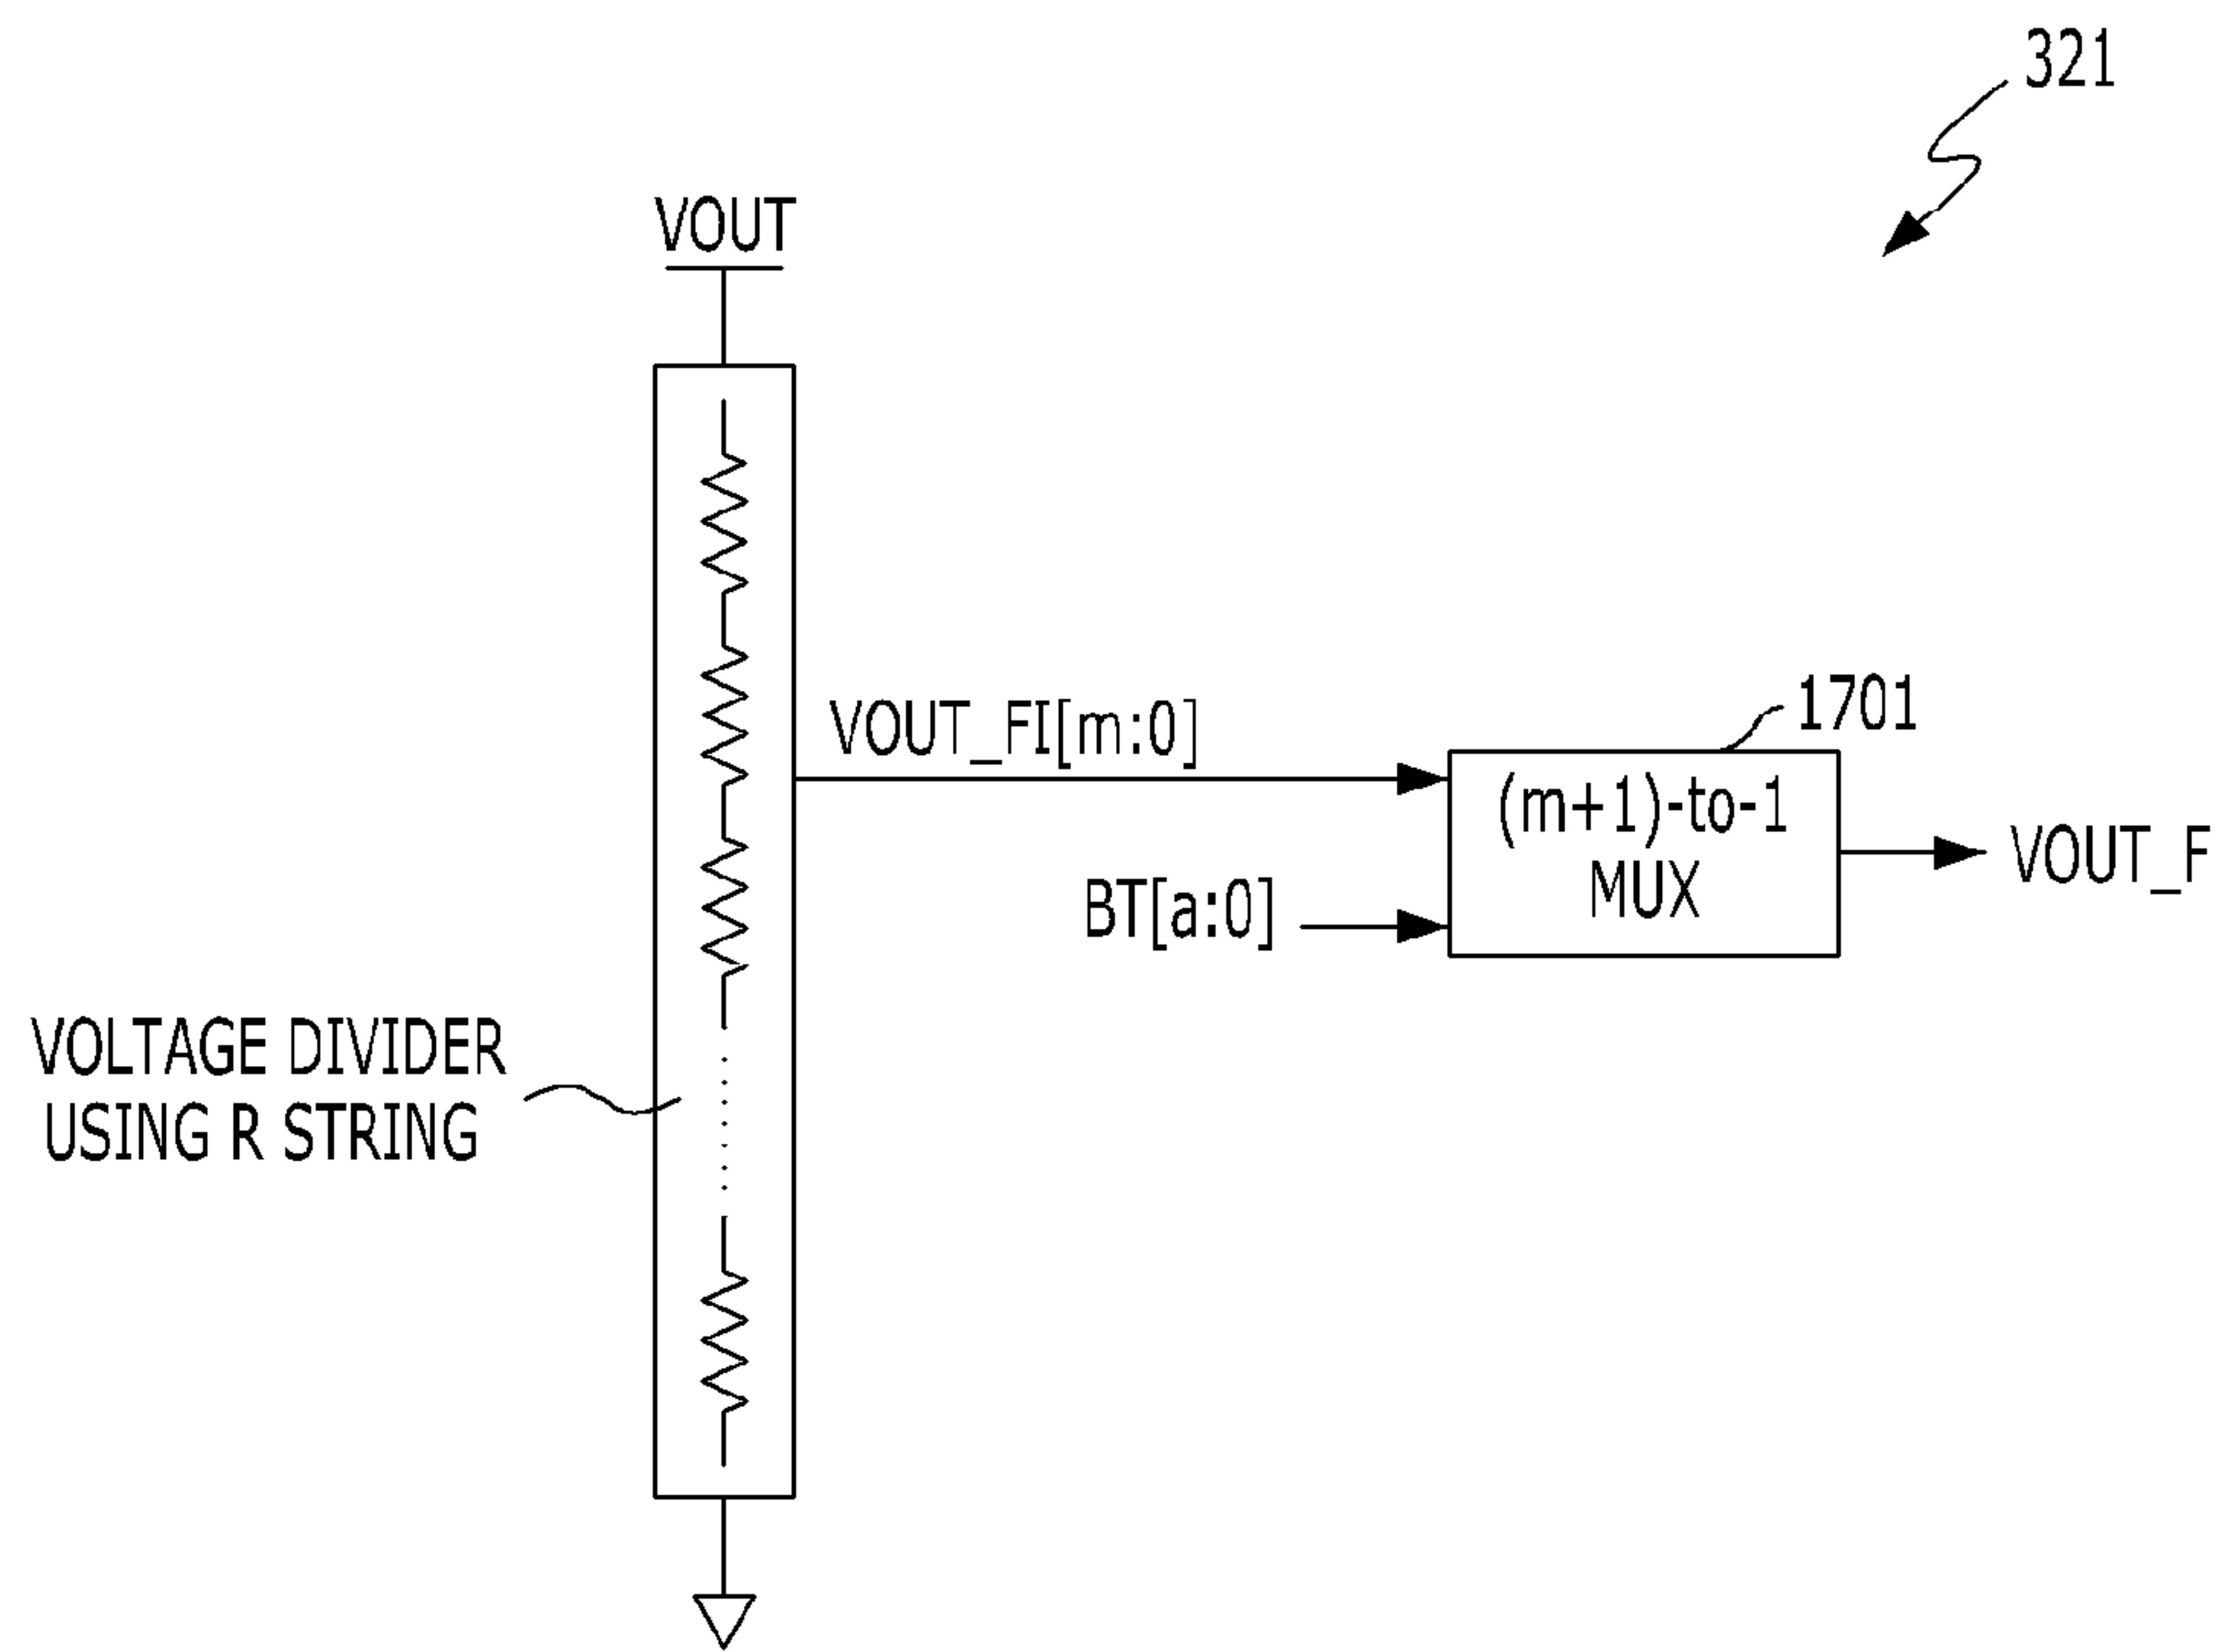 321
VOUT
VOUT_FI[m:0]
1701
(m+1)-to-1
MUX
VOUT_F
BT[a:0]
VOLTAGE DIVIDER
USING R STRING